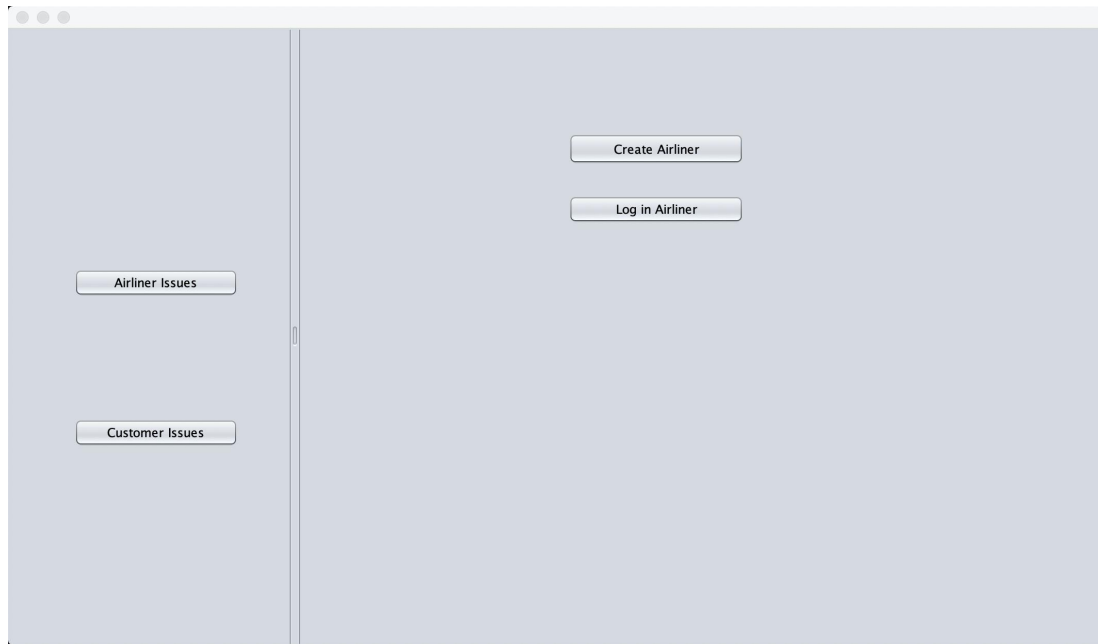 Create Airliner
Log in Airliner
Airliner Issues
Customer Issues